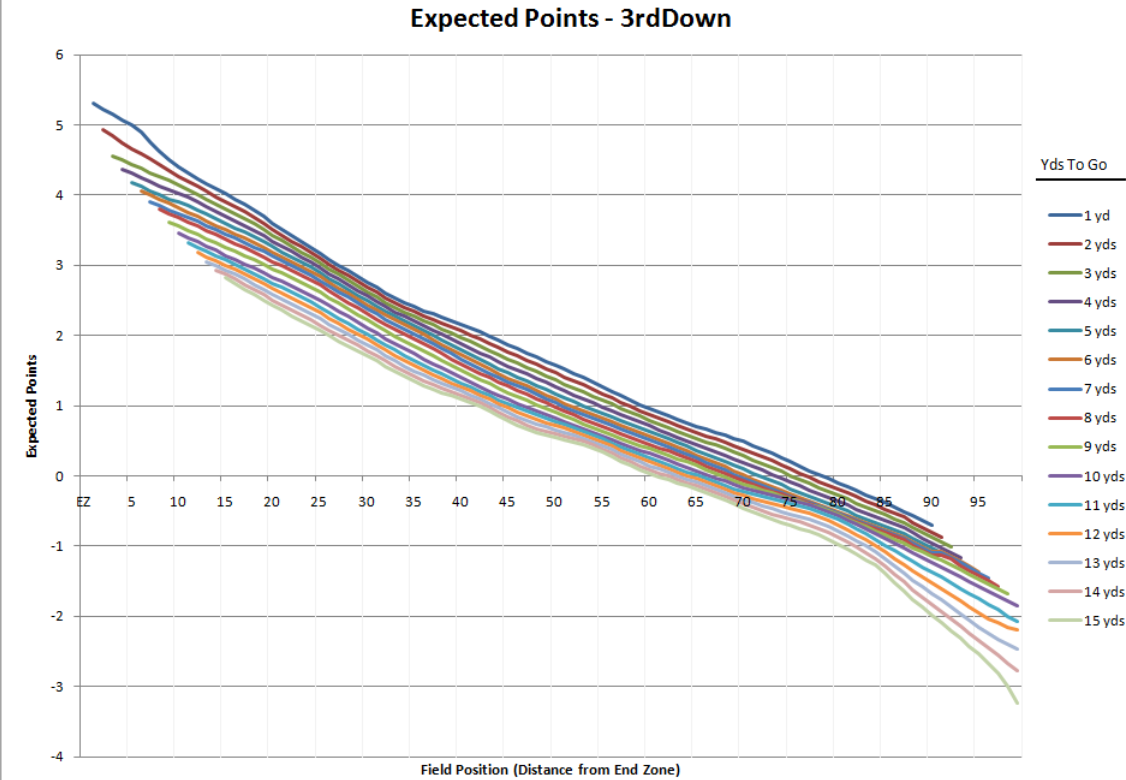 Expected Points - 3rdDown
6
5
4
3
2
1
0
-1
-2
-3
-4
EZ 5 10 15 20 25 30 35 40 45 50 55 60 65 70 75 80 85 90 95
Expected Points
Field Position (Distance from End Zone)
Yds To Go
1 yd
2 yds
3 yds
4 yds
5 yds
6 yds
7 yds
8 yds
9 yds
10 yds
11 yds
12 yds
13 yds
14 yds
15 yds